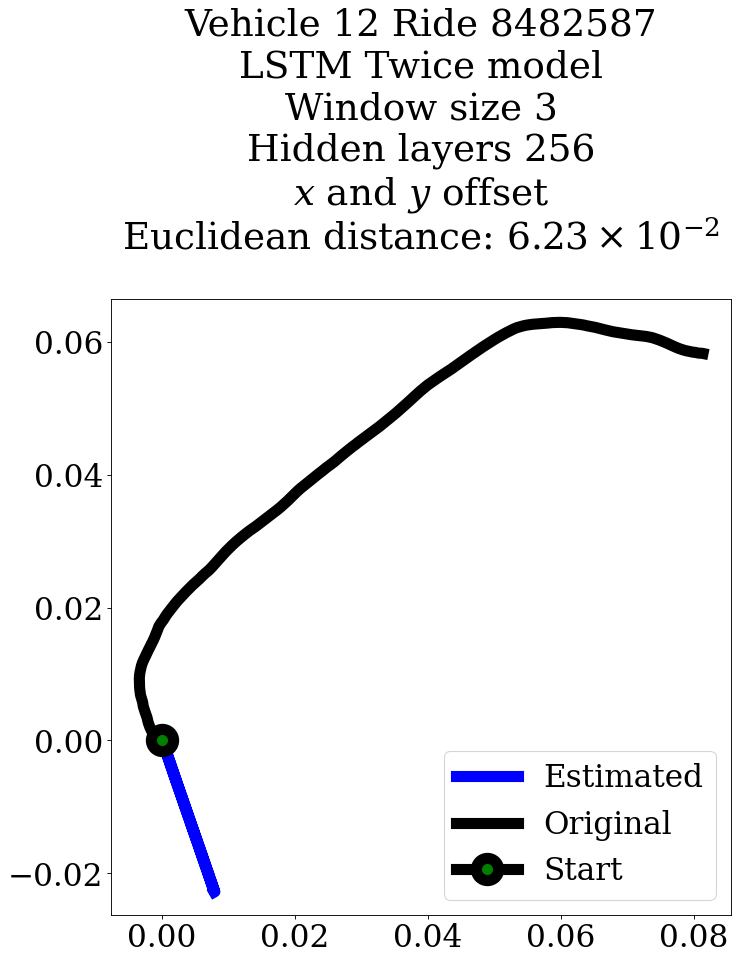 Vehicle 12 Ride 8482587
LSTM Twice model
Window size 3
Hidden layers 256
x and y offset
Euclidean distance: 6.23 × 10⁻²
0.06
0.04
0.02
0.00
−0.02
Estimated
Original
Start
0.00 0.02 0.04 0.06 0.08